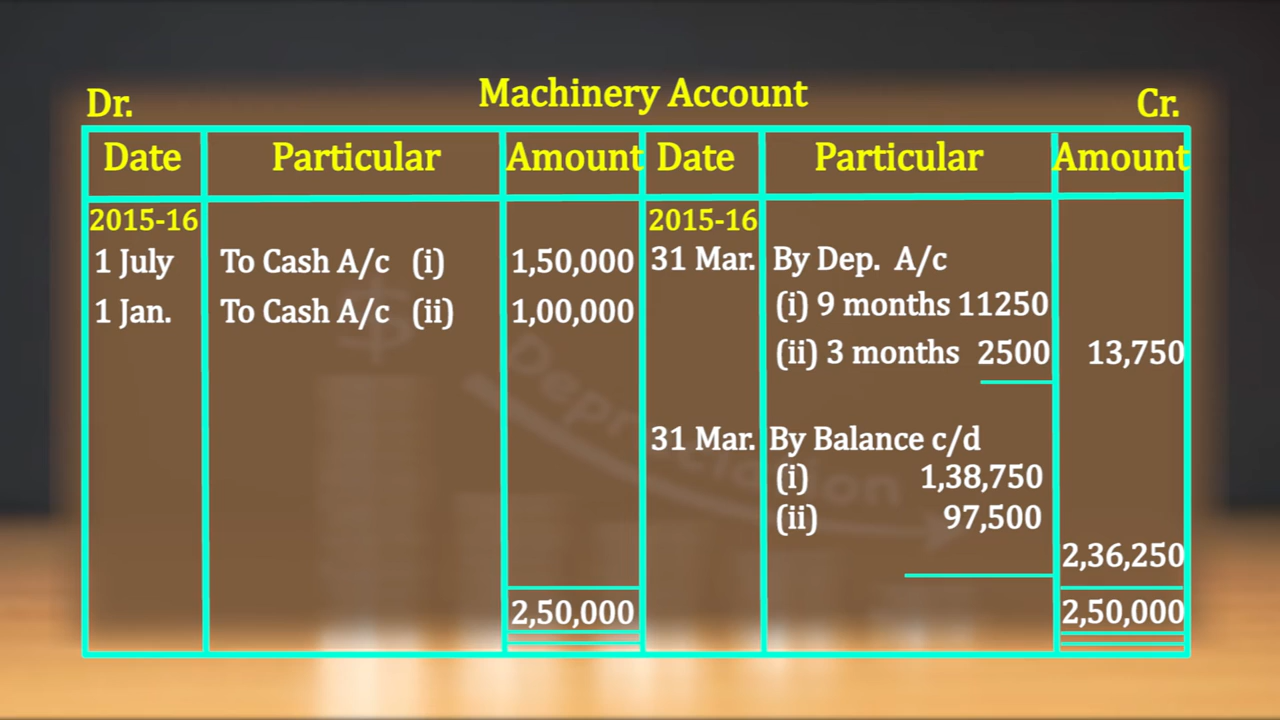 Machinery Account
Dr. Cr.
Date Particular Amount Date Particular Amount
2015-16 2015-16
1 July To Cash A/c (i) 1,50,000 31 Mar. By Dep. A/c
1 Jan. To Cash A/c (ii) 1,00,000 (i) 9 months 11250
(ii) 3 months 2500 13,750
31 Mar. By Balance c/d
(i) 1,38,750
(ii) 97,500
2,36,250
2,50,000 2,50,000
Depreciation
$